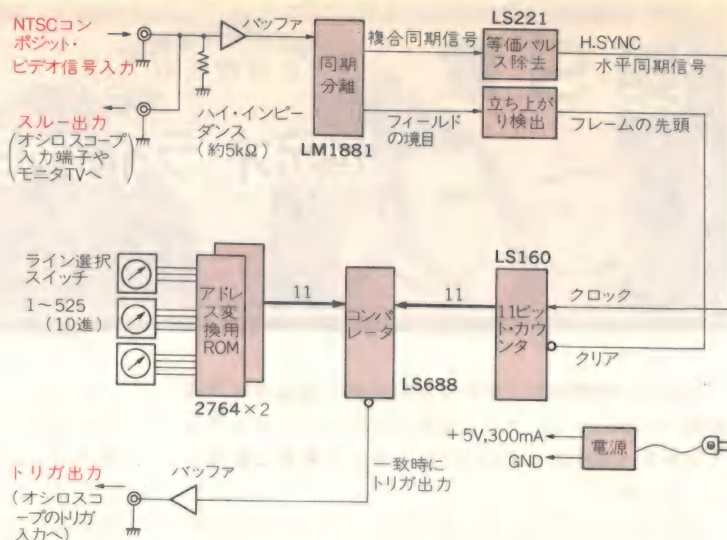 NTSCコン
ポジット・
ビデオ信号入力
バッファ
スルー出力
(オシロスコープ
入力端子や
モニタTVへ)
ハイ・インピー
ダンス
(約5kΩ)
同期
分離
LM1881
複合同期信号
フィールド
の境目
LS221
等価パル
ス除去
立ち上が
り検出
H.SYNC
水平同期信号
フレームの先頭
ライン選択
スイッチ
1~525
(10進)
アドレ
ス変
換用
ROM
2764×2
11
コンパ
レータ
LS688
11
LS160
11ビッ
ト・カウ
ンタ
クロック
クリア
+5V,300mA
GND
電源
トリガ出力
(オシロスコ
ープのトリガ
入力へ)
バッファ
一致時に
トリガ出力